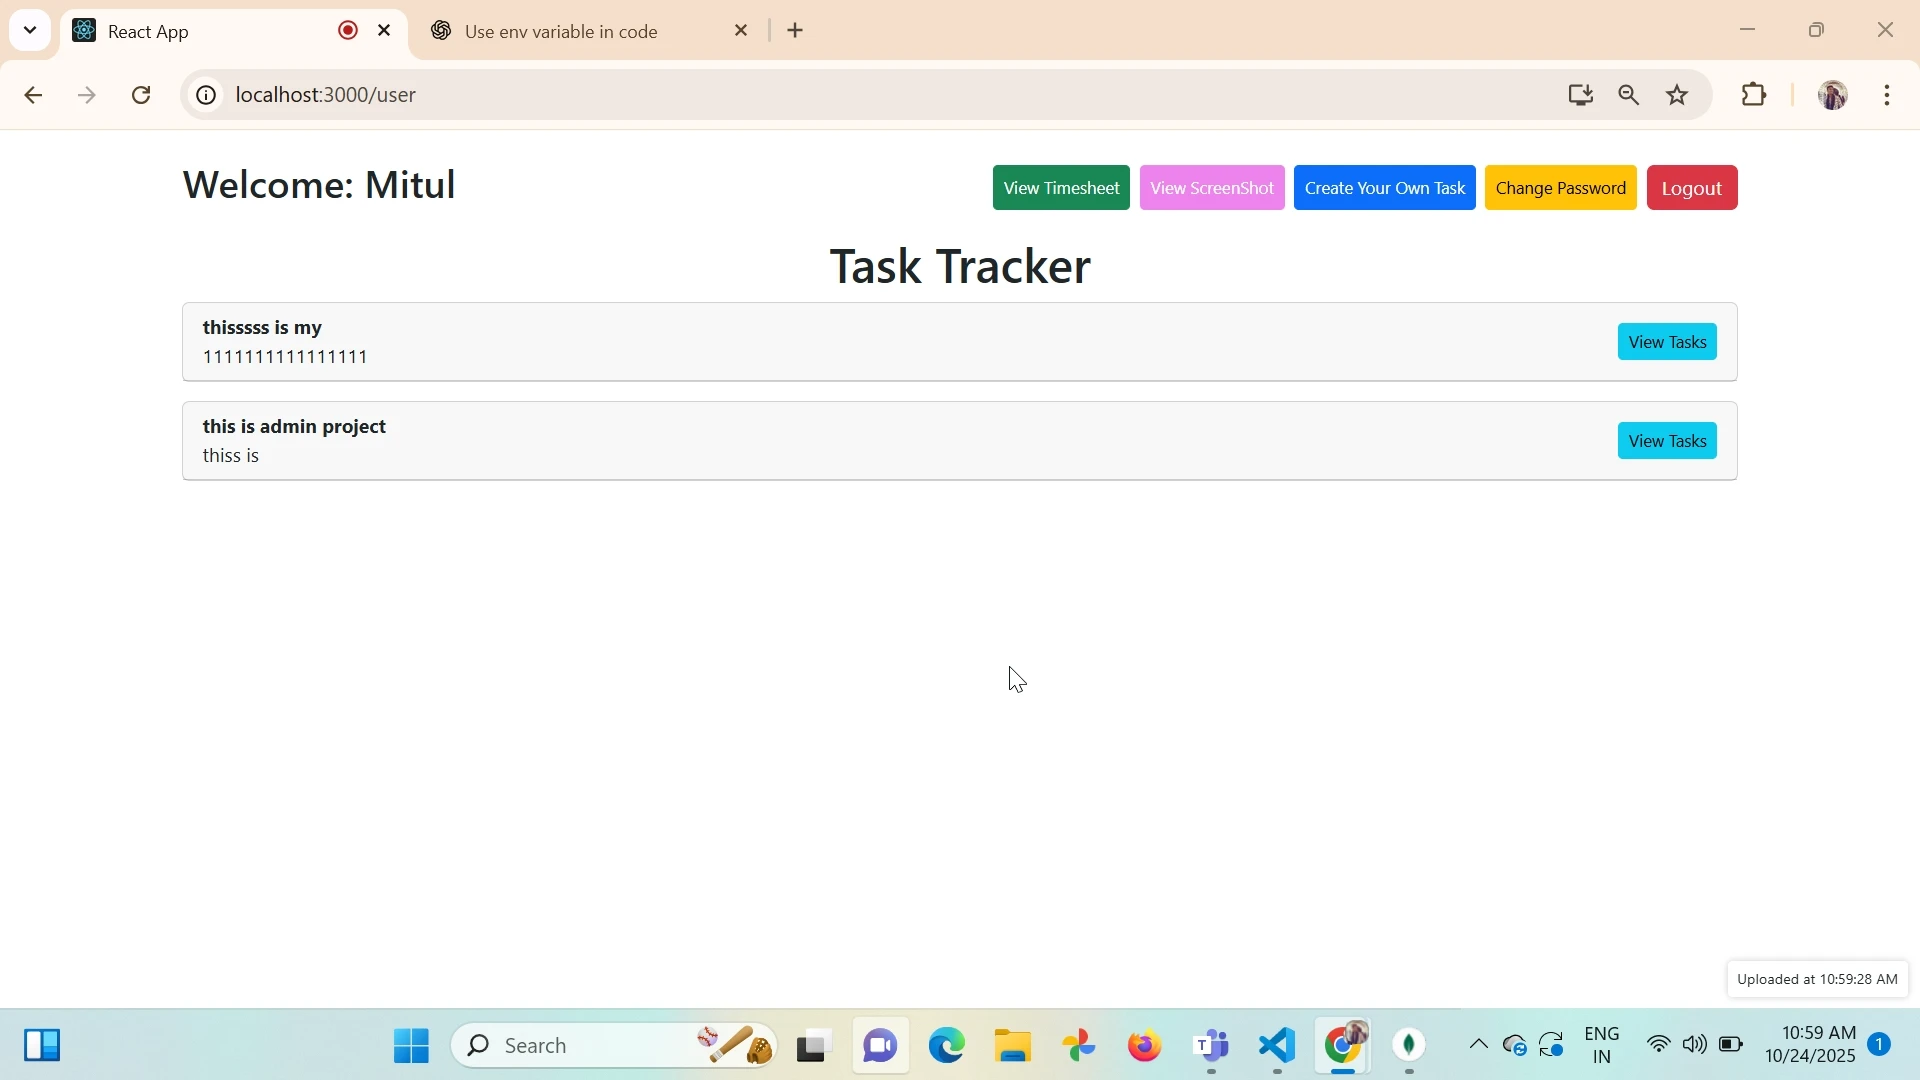 React App
Use env variable in code
localhost:3000/user
Welcome: Mitul
View Timesheet
View ScreenShot
Create Your Own Task
Change Password
Logout
Task Tracker
thisssss is my
1111111111111111
View Tasks
this is admin project
thiss is
View Tasks
Uploaded at 10:59:28 AM
Search
T
ENG
IN
10:59 AM
10/24/2025
1